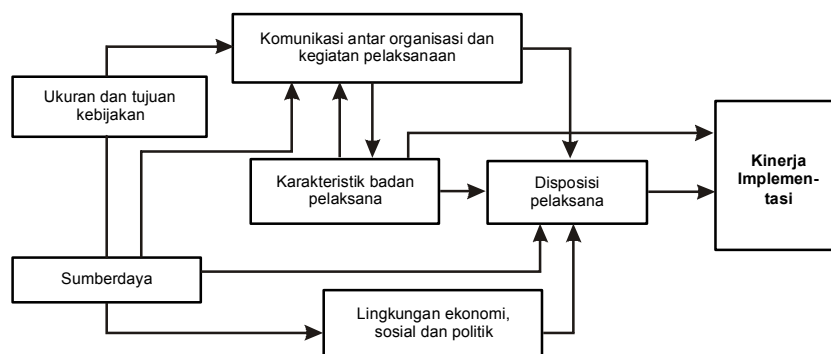 Komunikasi antar organisasi dan
kegiatan pelaksanaan
Ukuran dan tujuan
kebijakan
Karakteristik badan
pelaksana
Disposisi
pelaksana
Kinerja
Implemen-
tasi
Sumberdaya
Lingkungan ekonomi,
sosial dan politik